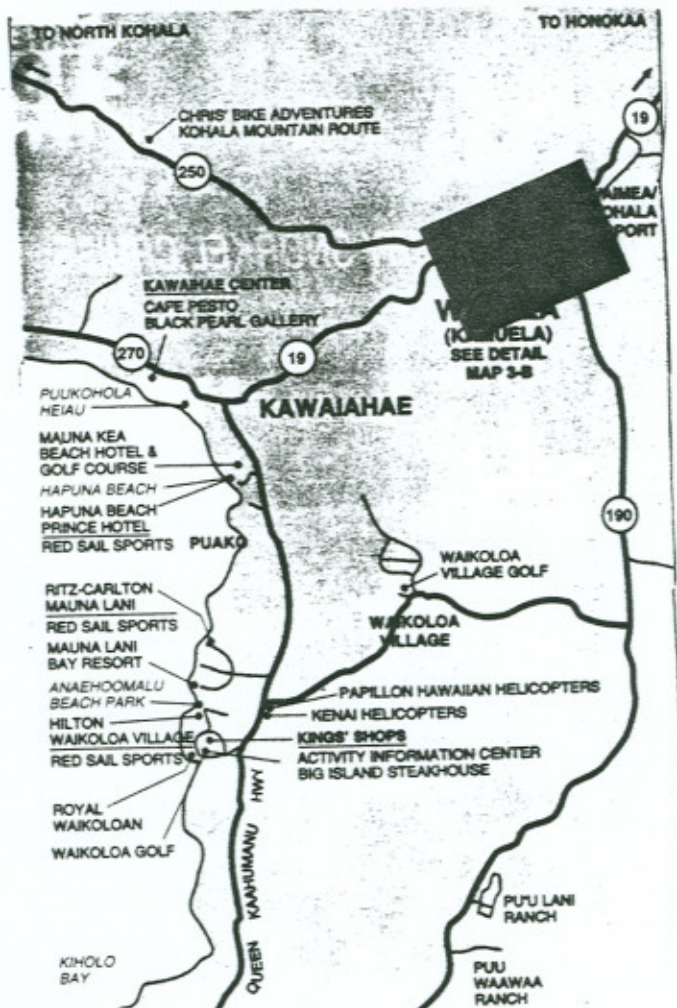 TO NORTH KOHALA
TO HONOKAA
19
CHRIS' BIKE ADVENTURES
KOHALA MOUNTAIN ROUTE
250
PORT
KAWAIHAE CENTER
CAFE PESTO
BLACK PEARL GALLERY
(KAMUELA)
SEE DETAIL
MAP 3-B
270
19
PUUKOHOLA
HEIAU
KAWAIAHAE
MAUNA KEA
BEACH HOTEL &
GOLF COURSE
HAPUNA BEACH
HAPUNA BEACH
PRINCE HOTEL
RED SAIL SPORTS
PUAKO
190
WAIKOLOA
VILLAGE GOLF
WAIKOLOA
VILLAGE
RITZ-CARLTON
MAUNA LANI
RED SAIL SPORTS
MAUNA LANI
BAY RESORT
ANAEHOOMALU
BEACH PARK
HILTON
WAIKOLOA VILLAGE
RED SAIL SPORTS
PAPILLON HAWAIIAN HELICOPTERS
KENAI HELICOPTERS
KINGS' SHOPS
ACTIVITY INFORMATION CENTER
BIG ISLAND STEAKHOUSE
ROYAL
WAIKOLOAN
WAIKOLOA GOLF
QUEEN KAAHUMANU HWY
KIHOLO
BAY
PU'U LANI
RANCH
PUU
WAAWAA
RANCH